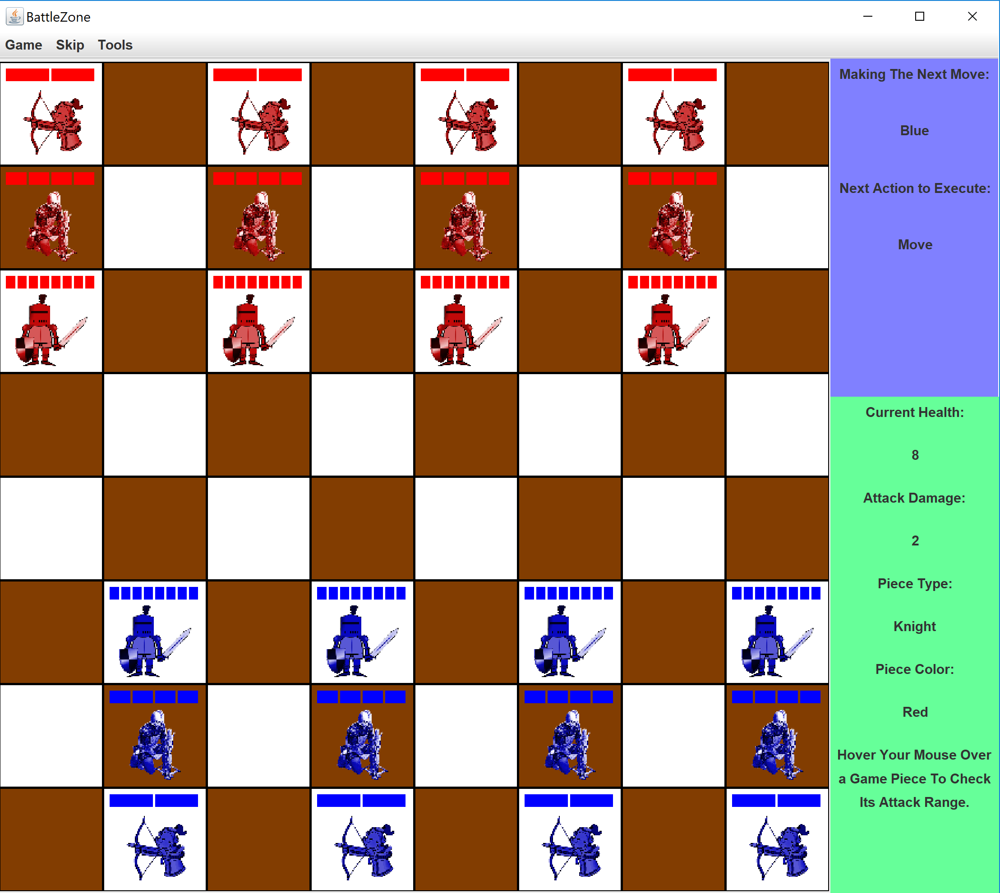 BattleZone
Game Skip Tools
Making The Next Move:
Blue
Next Action to Execute:
Move
Current Health:
8
Attack Damage:
2
Piece Type:
Knight
Piece Color:
Red
Hover Your Mouse Over
a Game Piece To Check
Its Attack Range.